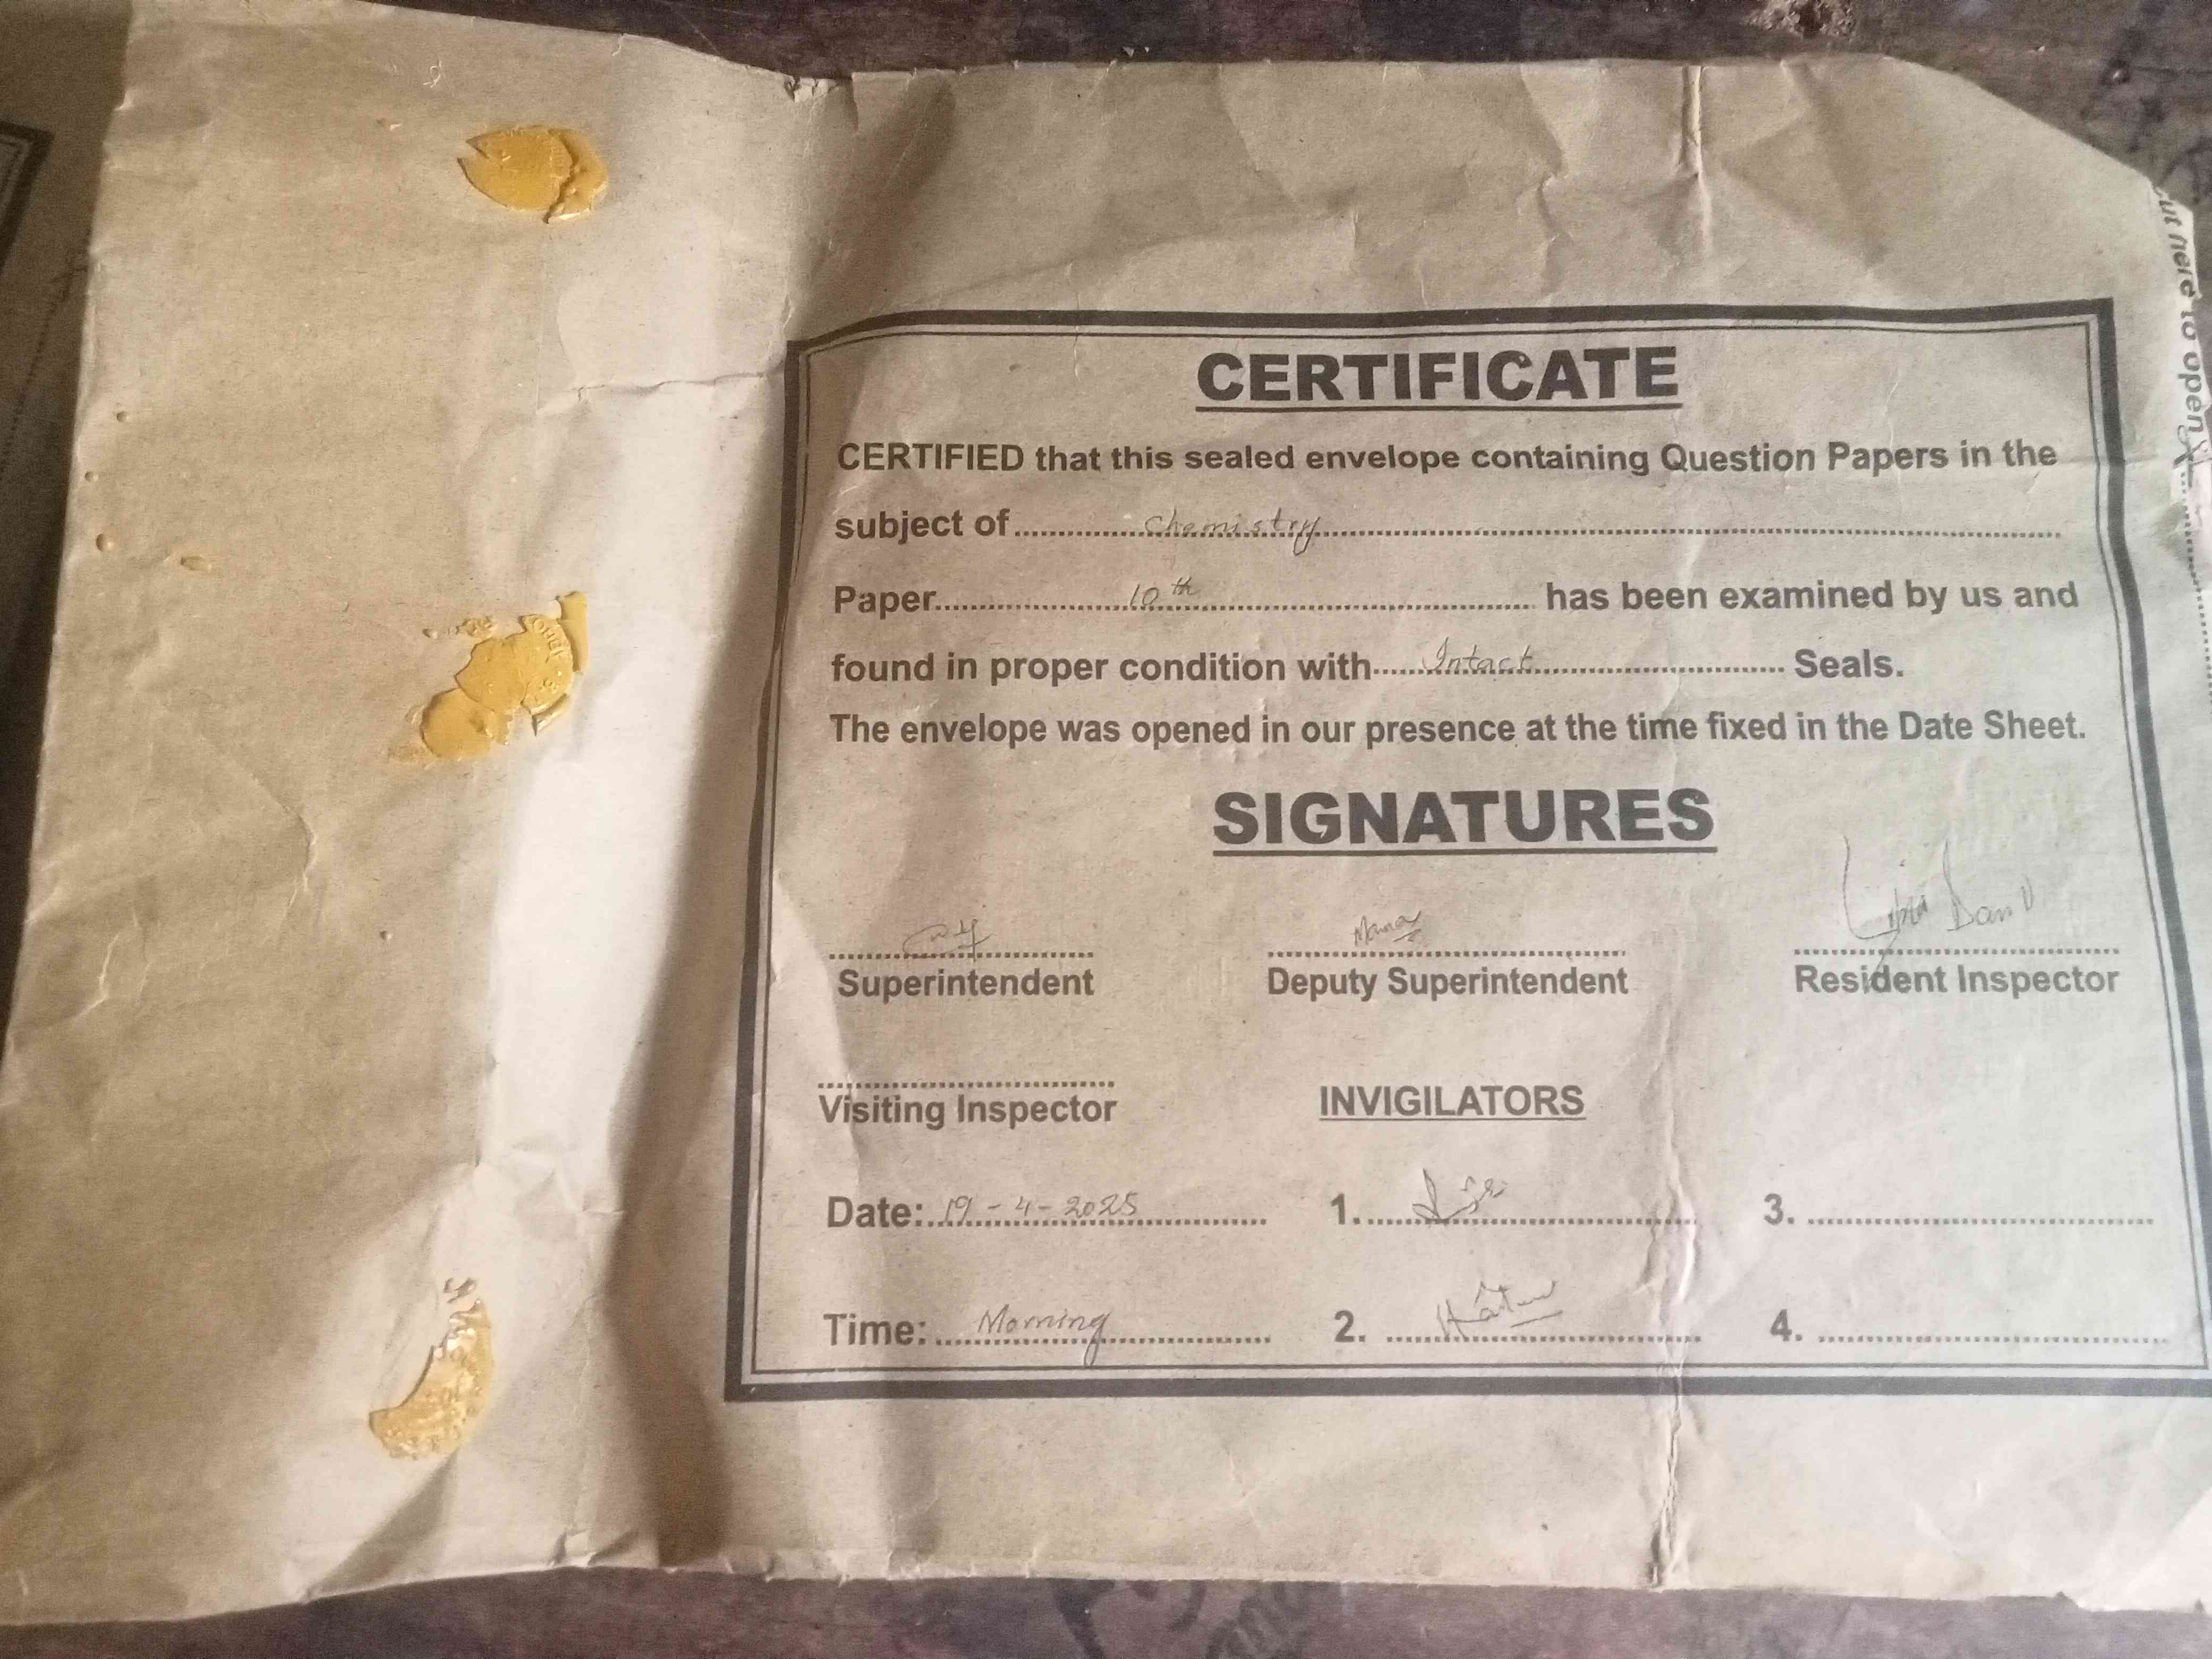 CERTIFICATE
CERTIFIED that this sealed envelope containing Question Papers in the
subject of Chemistry
Paper 10th has been examined by us and
found in proper condition with Intact Seals.
The envelope was opened in our presence at the time fixed in the Date Sheet.
SIGNATURES
Superintendent
Deputy Superintendent
Resident Inspector
Visiting Inspector
INVIGILATORS
Date: 19-4-2025 1. 3.
Time: Morning 2. 4.
here to open